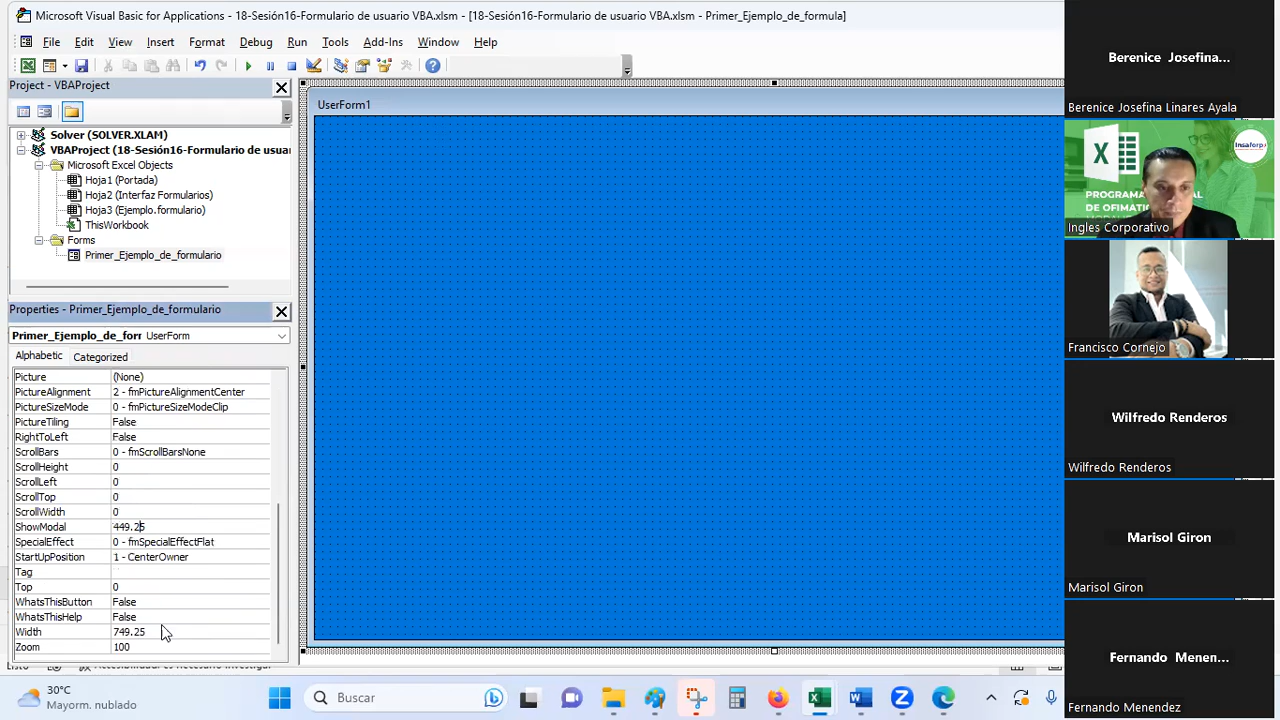 Microsoft Visual Basic for Applications - 18-Sesión16-Formulario de usuario VBA.xlsm - [18-Sesión16-Formulario de usuario VBA.xlsm - Primer_Ejemplo_de_formula]
File Edit View Insert Format Debug Run Tools Add-Ins Window Help
Project - VBAProject
Solver (SOLVER.XLAM)
VBAProject (18-Sesión16-Formulario de usuar
Microsoft Excel Objects
Hoja1 (Portada)
Hoja2 (Interfaz Formularios)
Hoja3 (Ejemplo.formulario)
ThisWorkbook
Forms
Primer_Ejemplo_de_formulario
Properties - Primer_Ejemplo_de_formulario
Primer_Ejemplo_de_forr UserForm
Alphabetic Categorized
Picture (None)
PictureAlignment 2 - fmPictureAlignmentCenter
PictureSizeMode 0 - fmPictureSizeModeClip
PictureTiling False
RightToLeft False
ScrollBars 0 - fmScrollBarsNone
ScrollHeight 0
ScrollLeft 0
ScrollTop 0
ScrollWidth 0
ShowModal 449.25
SpecialEffect 0 - fmSpecialEffectFlat
StartUpPosition 1 - CenterOwner
Tag
Top 0
WhatsThisButton False
WhatsThisHelp False
Width 749.25
Zoom 100
UserForm1
Berenice Josefina...
Berenice Josefina Linares Ayala
X
Insaforp
PROGRAMA
DE OFIMATIC
Ingles Corporativo
Francisco Cornejo
Wilfredo Renderos
Wilfredo Renderos
Marisol Giron
Marisol Giron
Fernando Menen...
Fernando Menendez
30°C
Mayorm. nublado
Buscar